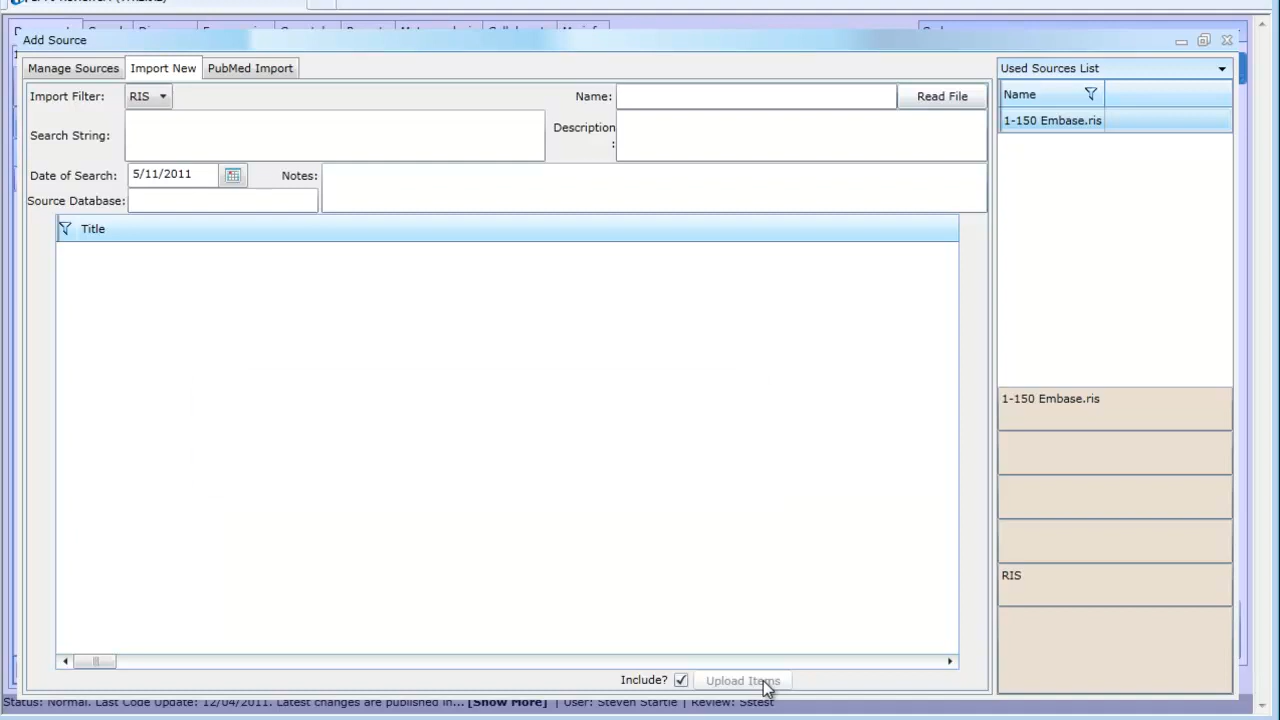 Add Source
Manage Sources Import New PubMed Import
Used Sources List
Import Filter: RIS Name: Read File
Name
Search String: Description :
1-150 Embase.ris
Date of Search: 5/11/2011 Notes:
Source Database:
Title
1-150 Embase.ris
RIS
Include? Upload Items
Status: Normal. Last Code Update: 12/04/2011. Latest changes are published in... [Show More] | User: Steven Startle | Review: Sstest